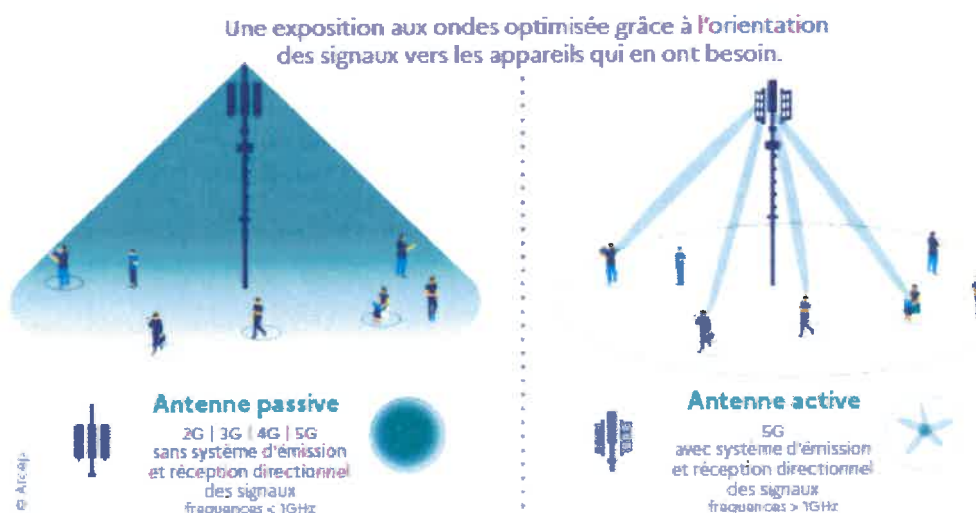 Une exposition aux ondes optimisée grâce à l'orientation
des signaux vers les appareils qui en ont besoin.
Antenne passive
2G | 3G | 4G | 5G
sans système d'émission
et réception directionnel
des signaux
frequences < 1GHz
Antenne active
5G
avec système d'émission
et réception directionnel
des signaux
frequences > 1GHz
© Arcep